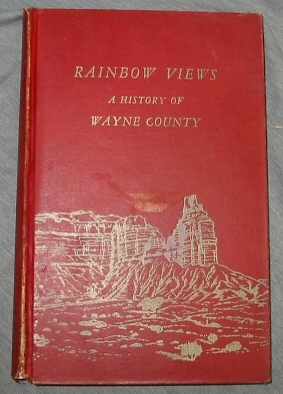 RAINBOW VIEWS
A HISTORY OF
WAYNE COUNTY